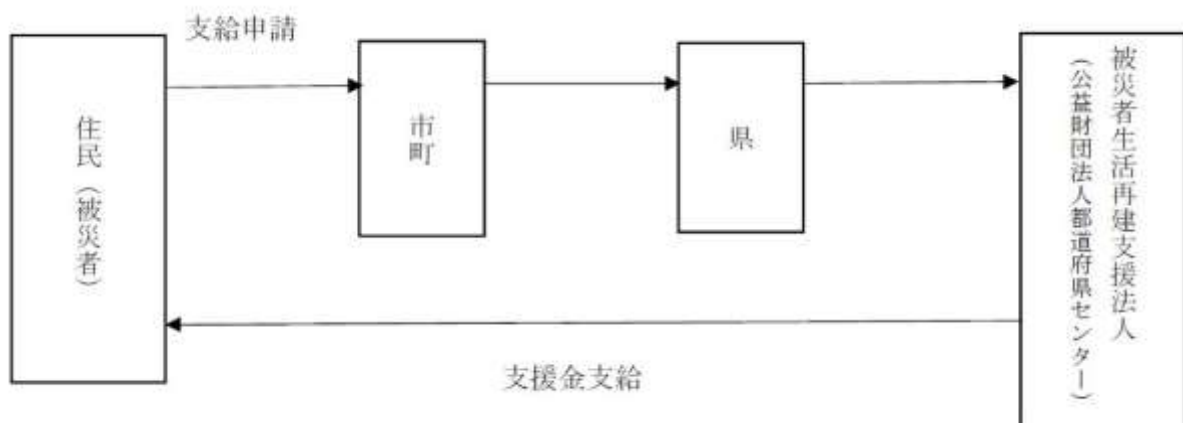 支給申請
住民（被災者）
市町
県
被災者生活再建支援法人
（公益財団法人都道府県センター）
支援金支給